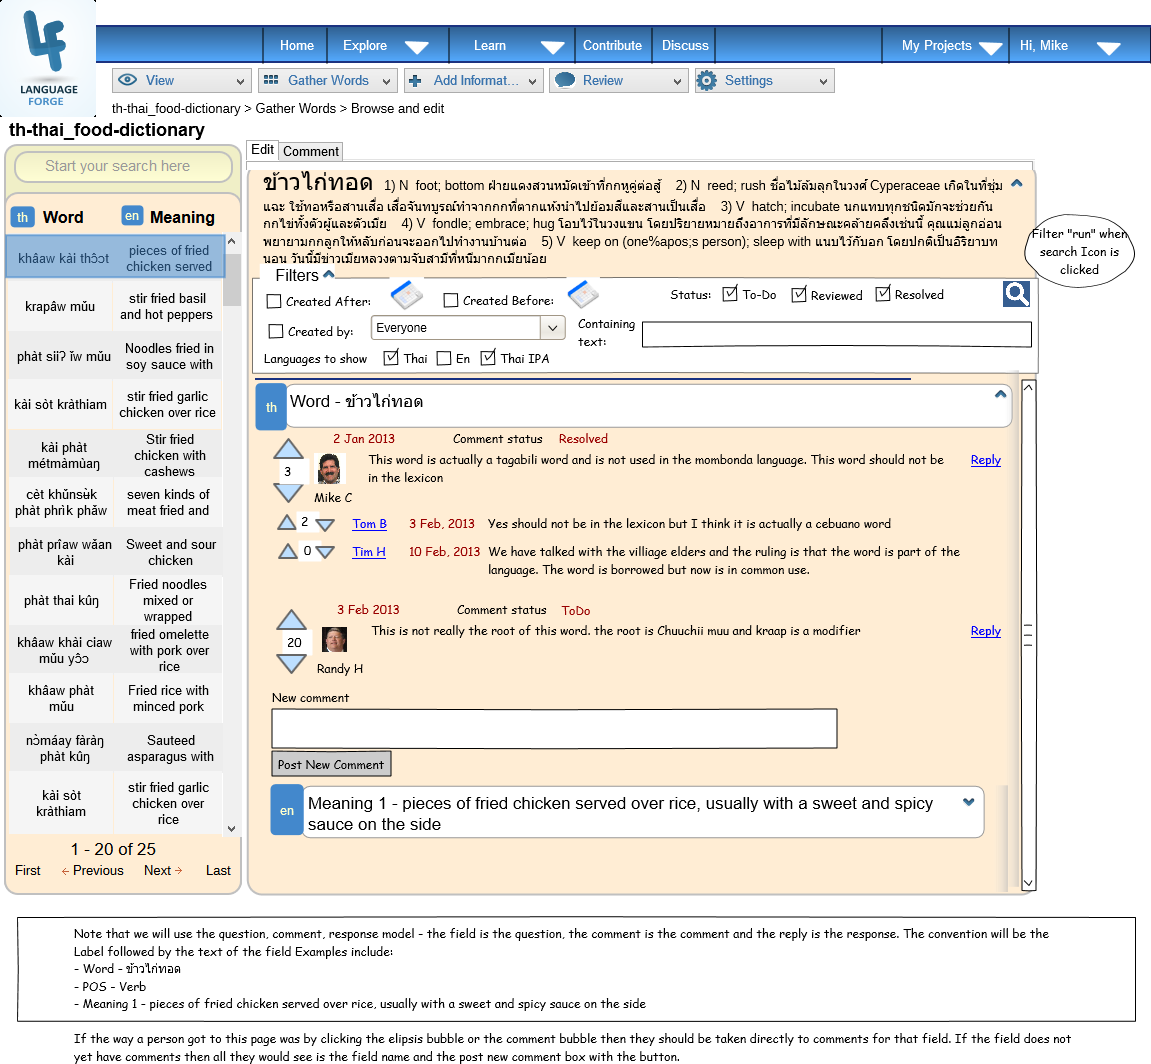 LANGUAGE
FORGE
Home Explore Learn Contribute Discuss My Projects Hi, Mike
View Gather Words Add Informat... Review Settings
th-thai_food-dictionary > Gather Words > Browse and edit
th-thai_food-dictionary
Start your search here
th Word en Meaning
khâaw kài thɔ̂ɔt pieces of fried
chicken served
krapâw mǔu stir fried basil
and hot peppers
phàt siiʔ ĭw mǔu Noodles fried in
soy sauce with
kài sòt kràthiam stir fried garlic
chicken over rice
kài phàt
métmàmùaŋ
Stir fried
chicken with
cashews
cèt khǔnsʉ̀k
phàt phrìk phǎw
seven kinds of
meat fried and
phàt prîaw wǎan
kài
Sweet and sour
chicken
phàt thai kûŋ
Fried noodles
mixed or
wrapped
khâaw khài ciaw
mǔu yɔ̂ɔ
fried omelette
with pork over
rice
khâaw phàt
mǔu
Fried rice with
minced pork
nɔ̀máay fàràŋ
phàt kûŋ
Sauteed
asparagus with
kài sòt
kràthiam
stir fried garlic
chicken over
rice
1 - 20 of 25
First Previous Next Last
Edit Comment
ข้าวไก่ทอด 1) N foot; bottom ฝ่ายแดงสวนหมัดเข้าที่กกหูคู่ต่อสู้ 2) N reed; rush ชื่อไม้ล้มลุกในวงศ์ Cyperaceae เกิดในที่ชุ่ม
แฉะ ใช้ทอหรือสานเสื่อ เสื่อจันทบูรณ์ทำจากกกที่ตากแห้งนำไปย้อมสีและสานเป็นเสื่อ 3) V hatch; incubate นกแทบทุกชนิดมักจะช่วยกัน
กกไข่ทั้งตัวผู้และตัวเมีย 4) V fondle; embrace; hug โอบไว้ในวงแขน โดยปริยายหมายถึงอาการที่มีลักษณะคล้ายคลึงเช่นนี้ คุณแม่ลูกอ่อน
พยายามกกลูกให้หลับก่อนจะออกไปทำงานบ้านต่อ 5) V keep on (one%apos;s person); sleep with แนบไว้กับอก โดยปกติเป็นอิริยาบท
นอน วันนี้มีข่าวเมียหลวงตามจับสามีที่หนีมากกเมียน้อย
Filter "run" when
search Icon is
clicked
Filters
Created After: Created Before: Status: To-Do Reviewed Resolved
Created by: Everyone Containing
text:
Languages to show Thai En Thai IPA
th Word - ข้าวไก่ทอด
2 Jan 2013 Comment status Resolved
3 This word is actually a tagabili word and is not used in the mombonda language. This word should not be Reply
in the lexicon
Mike C
2 Tom B 3 Feb, 2013 Yes should not be in the lexicon but I think it is actually a cebuano word
0 Tim H 10 Feb, 2013 We have talked with the villiage elders and the ruling is that the word is part of the
language. The word is borrowed but now is in common use.
3 Feb 2013 Comment status ToDo
20 This is not really the root of this word. the root is Chuuchii muu and kraap is a modifier Reply
Randy H
New comment
Post New Comment
en Meaning 1 - pieces of fried chicken served over rice, usually with a sweet and spicy
sauce on the side
Note that we will use the question, comment, response model - the field is the question, the comment is the comment and the reply is the response. The convention will be the
Label followed by the text of the field Examples include:
- Word - ข้าวไก่ทอด
- POS - Verb
- Meaning 1 - pieces of fried chicken served over rice, usually with a sweet and spicy sauce on the side
If the way a person got to this page was by clicking the elipsis bubble or the comment bubble then they should be taken directly to comments for that field. If the field does not
yet have comments then all they would see is the field name and the post new comment box with the button.